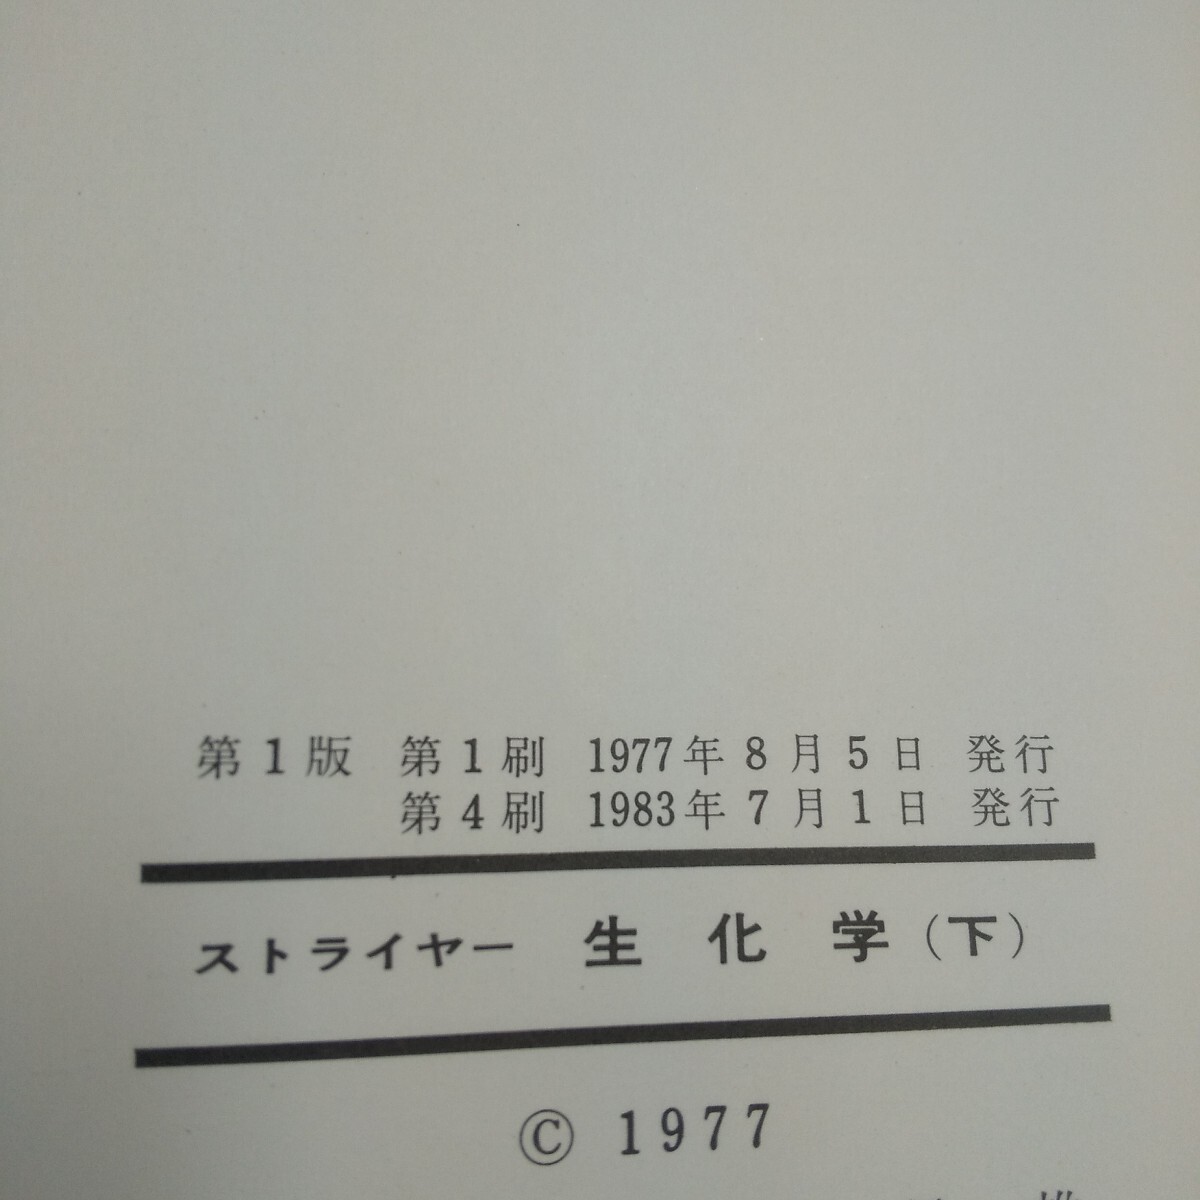 第1版 第1刷 1977年8月5日 発行
第4刷 1983年7月1日 発行
ストライヤー 生化学（下）
© 1977